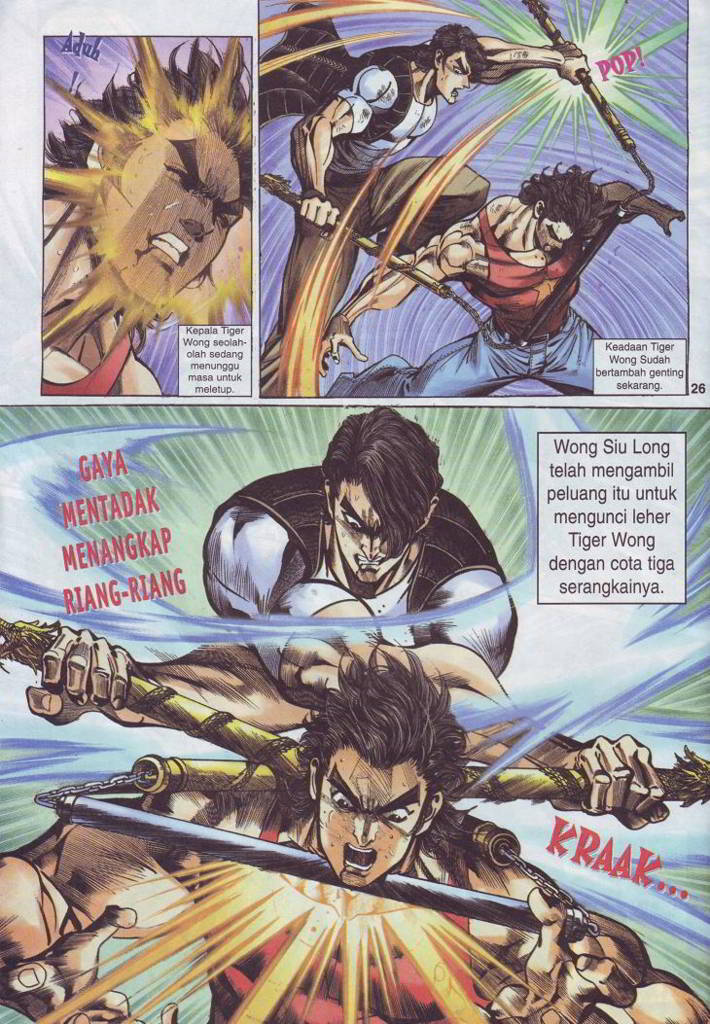 Aduh
!
Kepala Tiger
Wong seolah-
olah sedang
menunggu
masa untuk
meletup.
POP!
Keadaan Tiger
Wong Sudah
bertambah genting
sekarang.
26
GAYA
MENTADAK
MENANGKAP
RIANG-RIANG
Wong Siu Long
telah mengambil
peluang itu untuk
mengunci leher
Tiger Wong
dengan cota tiga
serangkainya.
KRAAK...